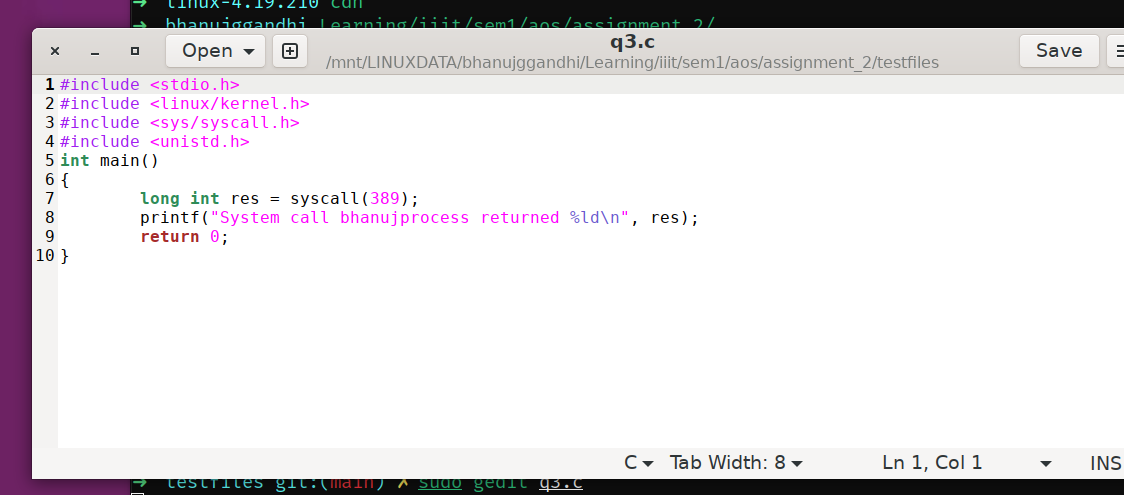 ➜ linux-4.19.210 cdh
➜ bhanujggandhi Learning/iiit/sem1/aos/assignment_2/
Open
q3.c
/mnt/LINUXDATA/bhanujggandhi/Learning/iiit/sem1/aos/assignment_2/testfiles
Save
1 #include <stdio.h>
2 #include <linux/kernel.h>
3 #include <sys/syscall.h>
4 #include <unistd.h>
5 int main()
6 {
7         long int res = syscall(389);
8         printf("System call bhanujprocess returned %ld\n", res);
9         return 0;
10 }
C Tab Width: 8 Ln 1, Col 1 INS
➜ testfiles git:(main) ✗ sudo gedit q3.c